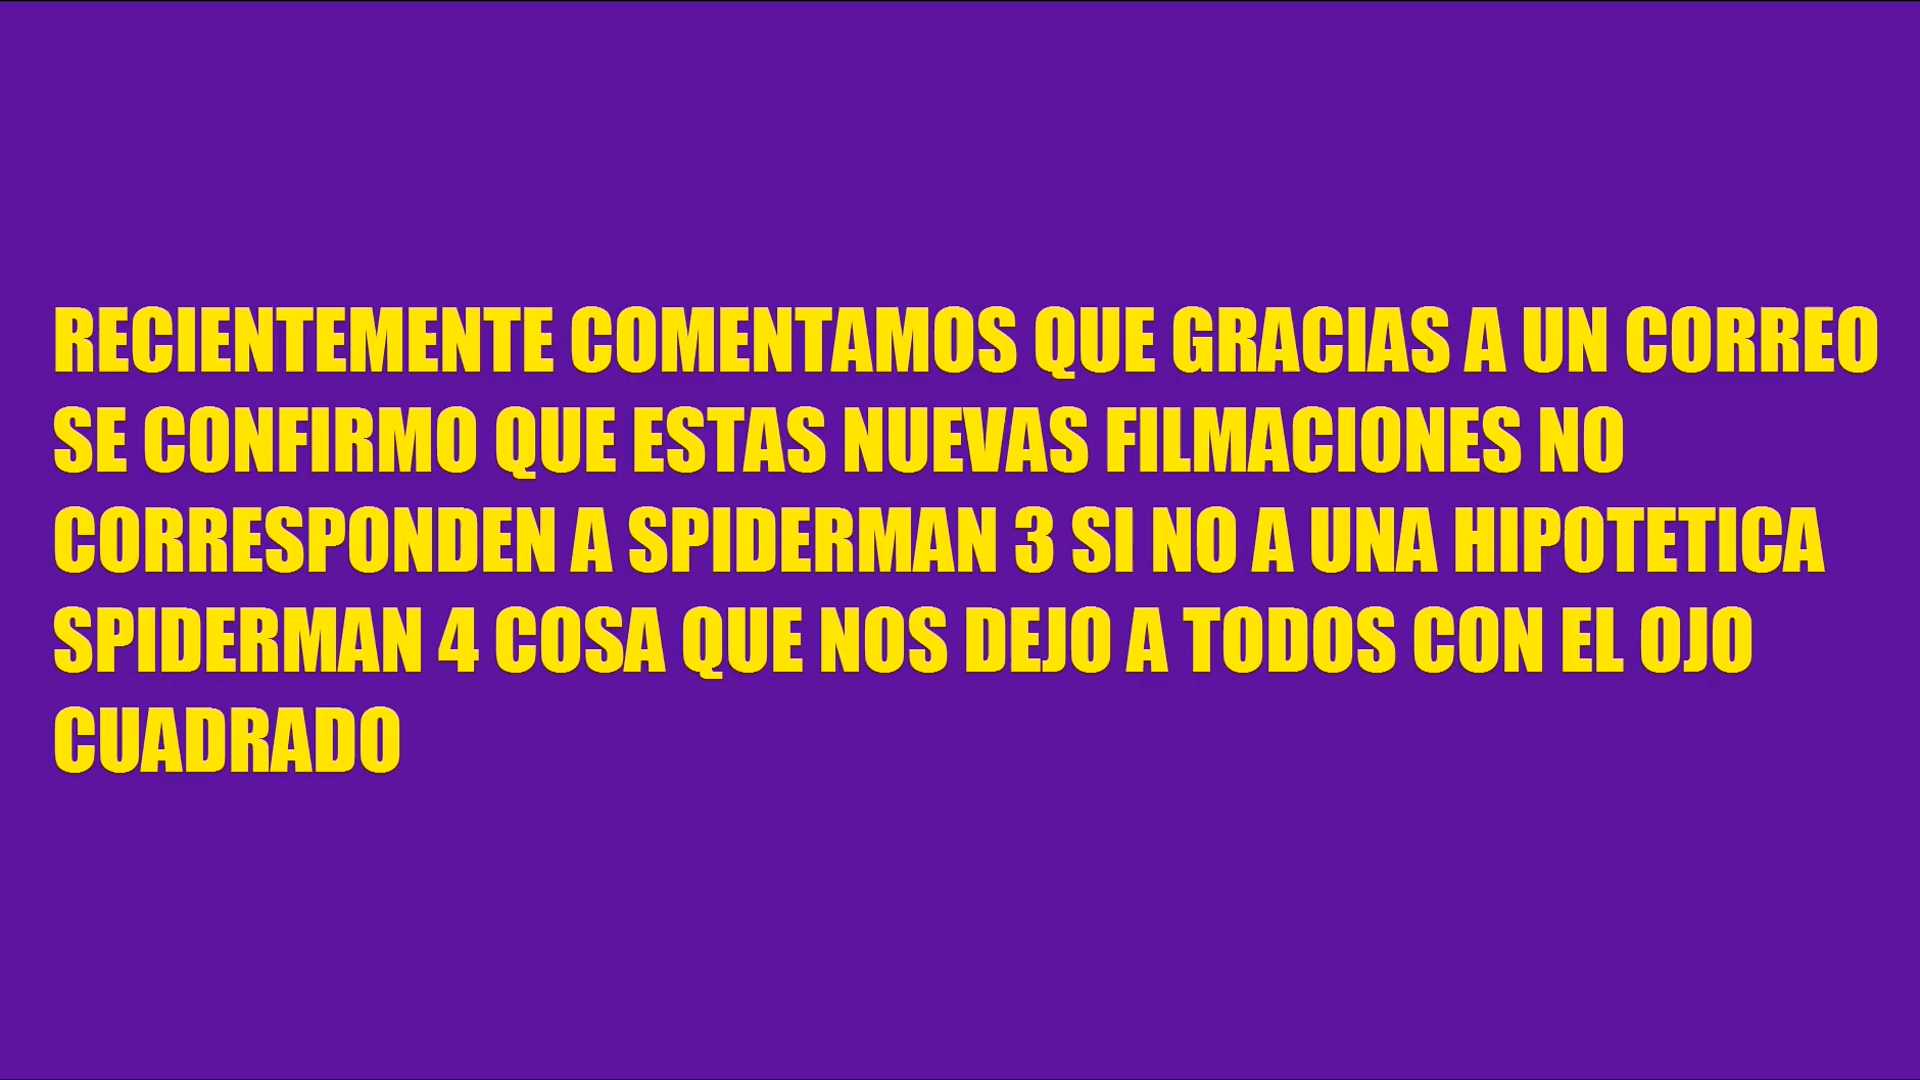 RECIENTEMENTE COMENTAMOS QUE GRACIAS A UN CORREO
SE CONFIRMO QUE ESTAS NUEVAS FILMACIONES NO
CORRESPONDEN A SPIDERMAN 3 SI NO A UNA HIPOTETICA
SPIDERMAN 4 COSA QUE NOS DEJO A TODOS CON EL OJO
CUADRADO